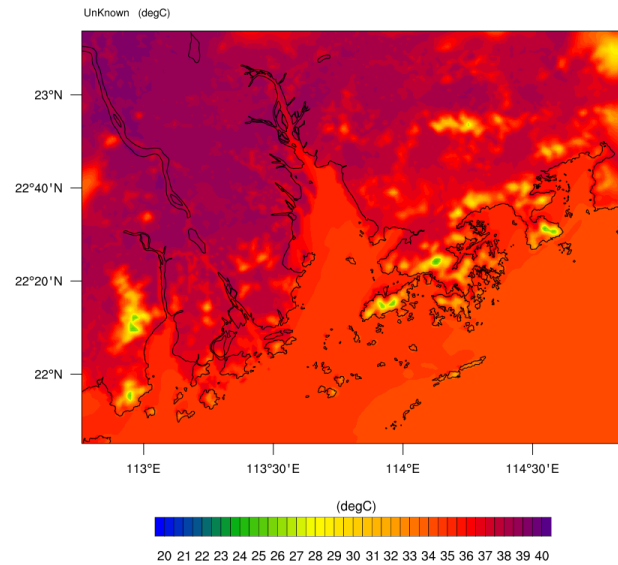 UnKnown (degC)
23°N
22°40'N
22°20'N
22°N
113°E
113°30'E
114°E
114°30'E
(degC)
20 21 22 23 24 25 26 27 28 29 30 31 32 33 34 35 36 37 38 39 40